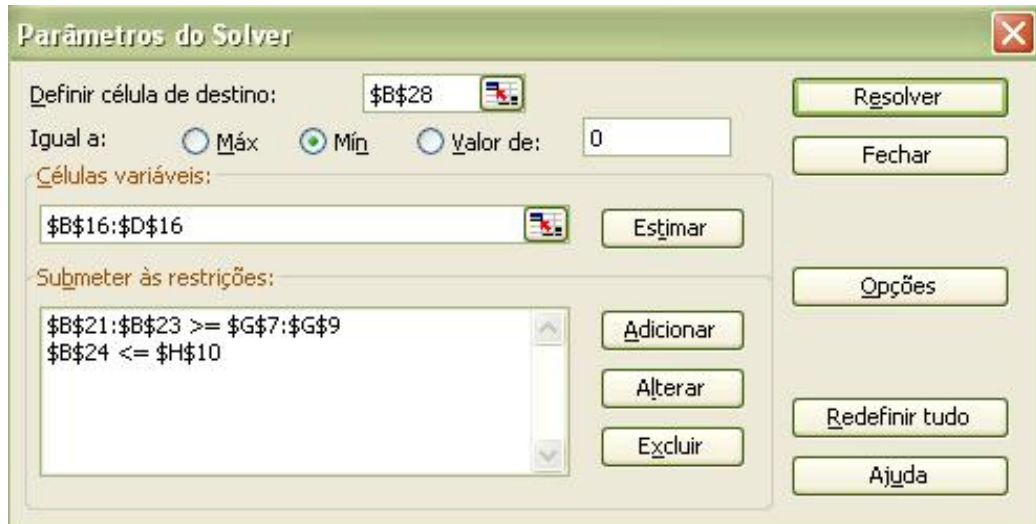 Parâmetros do Solver
Definir célula de destino: $B$28
Igual a: Máx Mín Valor de: 0
Células variáveis:
$B$16:$D$16
Estimar
Submeter às restrições:
$B$21:$B$23 >= $G$7:$G$9
$B$24 <= $H$10
Adicionar
Alterar
Excluir
Resolver
Fechar
Opções
Redefinir tudo
Ajuda